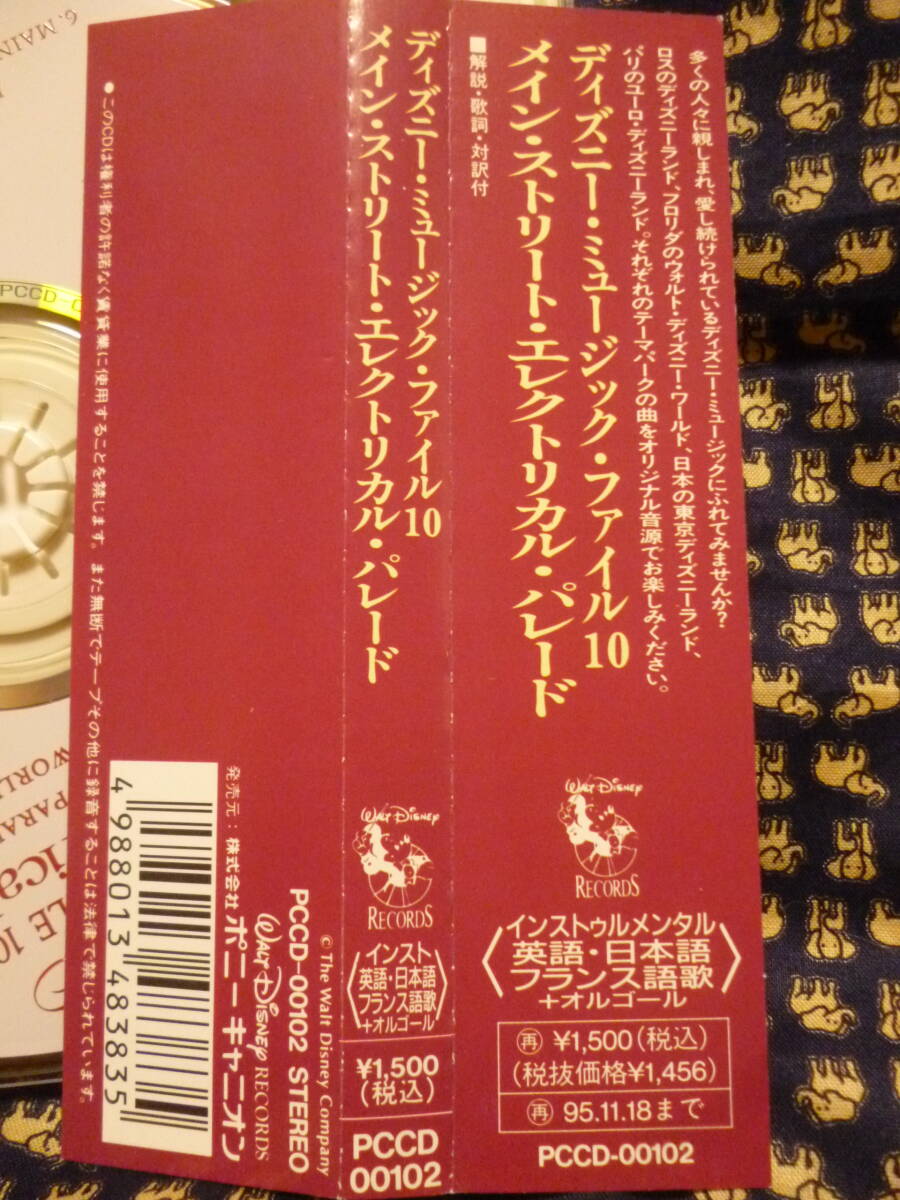 多くの人々に親しまれ、愛し続けられているディズニー・ミュージックにふれてみませんか?
ロスのディズニーランド、フロリダのウォルト・ディズニー・ワールド、日本の東京ディズニーランド、
パリのユーロ・ディズニーランド。それぞれのテーマパークの曲をオリジナル音源でお楽しみください。
ディズニー・ミュージック・ファイル10
メイン・ストリート・エレクトリカル・パレード
■解説・歌詞・対訳付
WALT DISNEY
RECORDS
インストゥルメンタル
英語・日本語
フランス語歌
+オルゴール
再 ¥1,500(税込)
(税抜価格¥1,456)
再 95.11.18まで
PCCD-00102
ディズニー・ミュージック・ファイル10
メイン・ストリート・エレクトリカル・パレード
WALT DISNEY
RECORDS
インスト
英語・日本語
フランス語歌
+オルゴール
¥1,500
(税込)
PCCD
00102
© The Walt Disney Company
PCCD-00102 STEREO
WALT DISNEY RECORDS
発売元:株式会社ポニーキャニオン
4988013483835
●このCDは権利者の許諾なく賃貸業に使用することを禁じます。また無断でテープその他に録音することは法律で禁じられています。
6. MAIN
PCCD-0
WORL
PARA
ica
LE 10